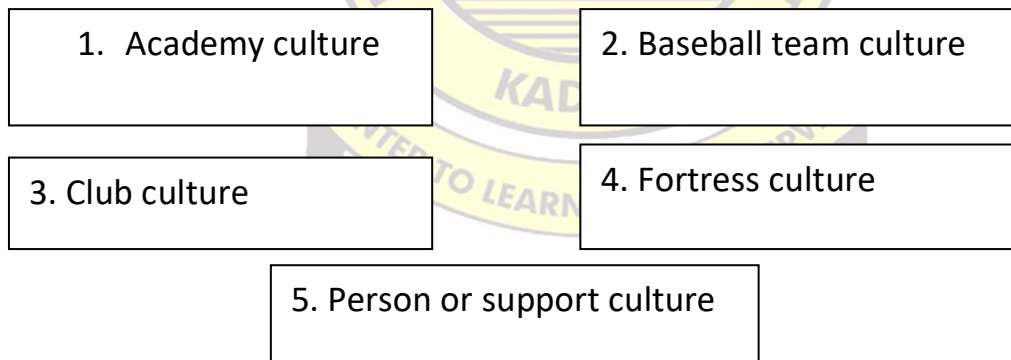 1. Academy culture
2. Baseball team culture
KAD
TO LEARN
3. Club culture
4. Fortress culture
5. Person or support culture